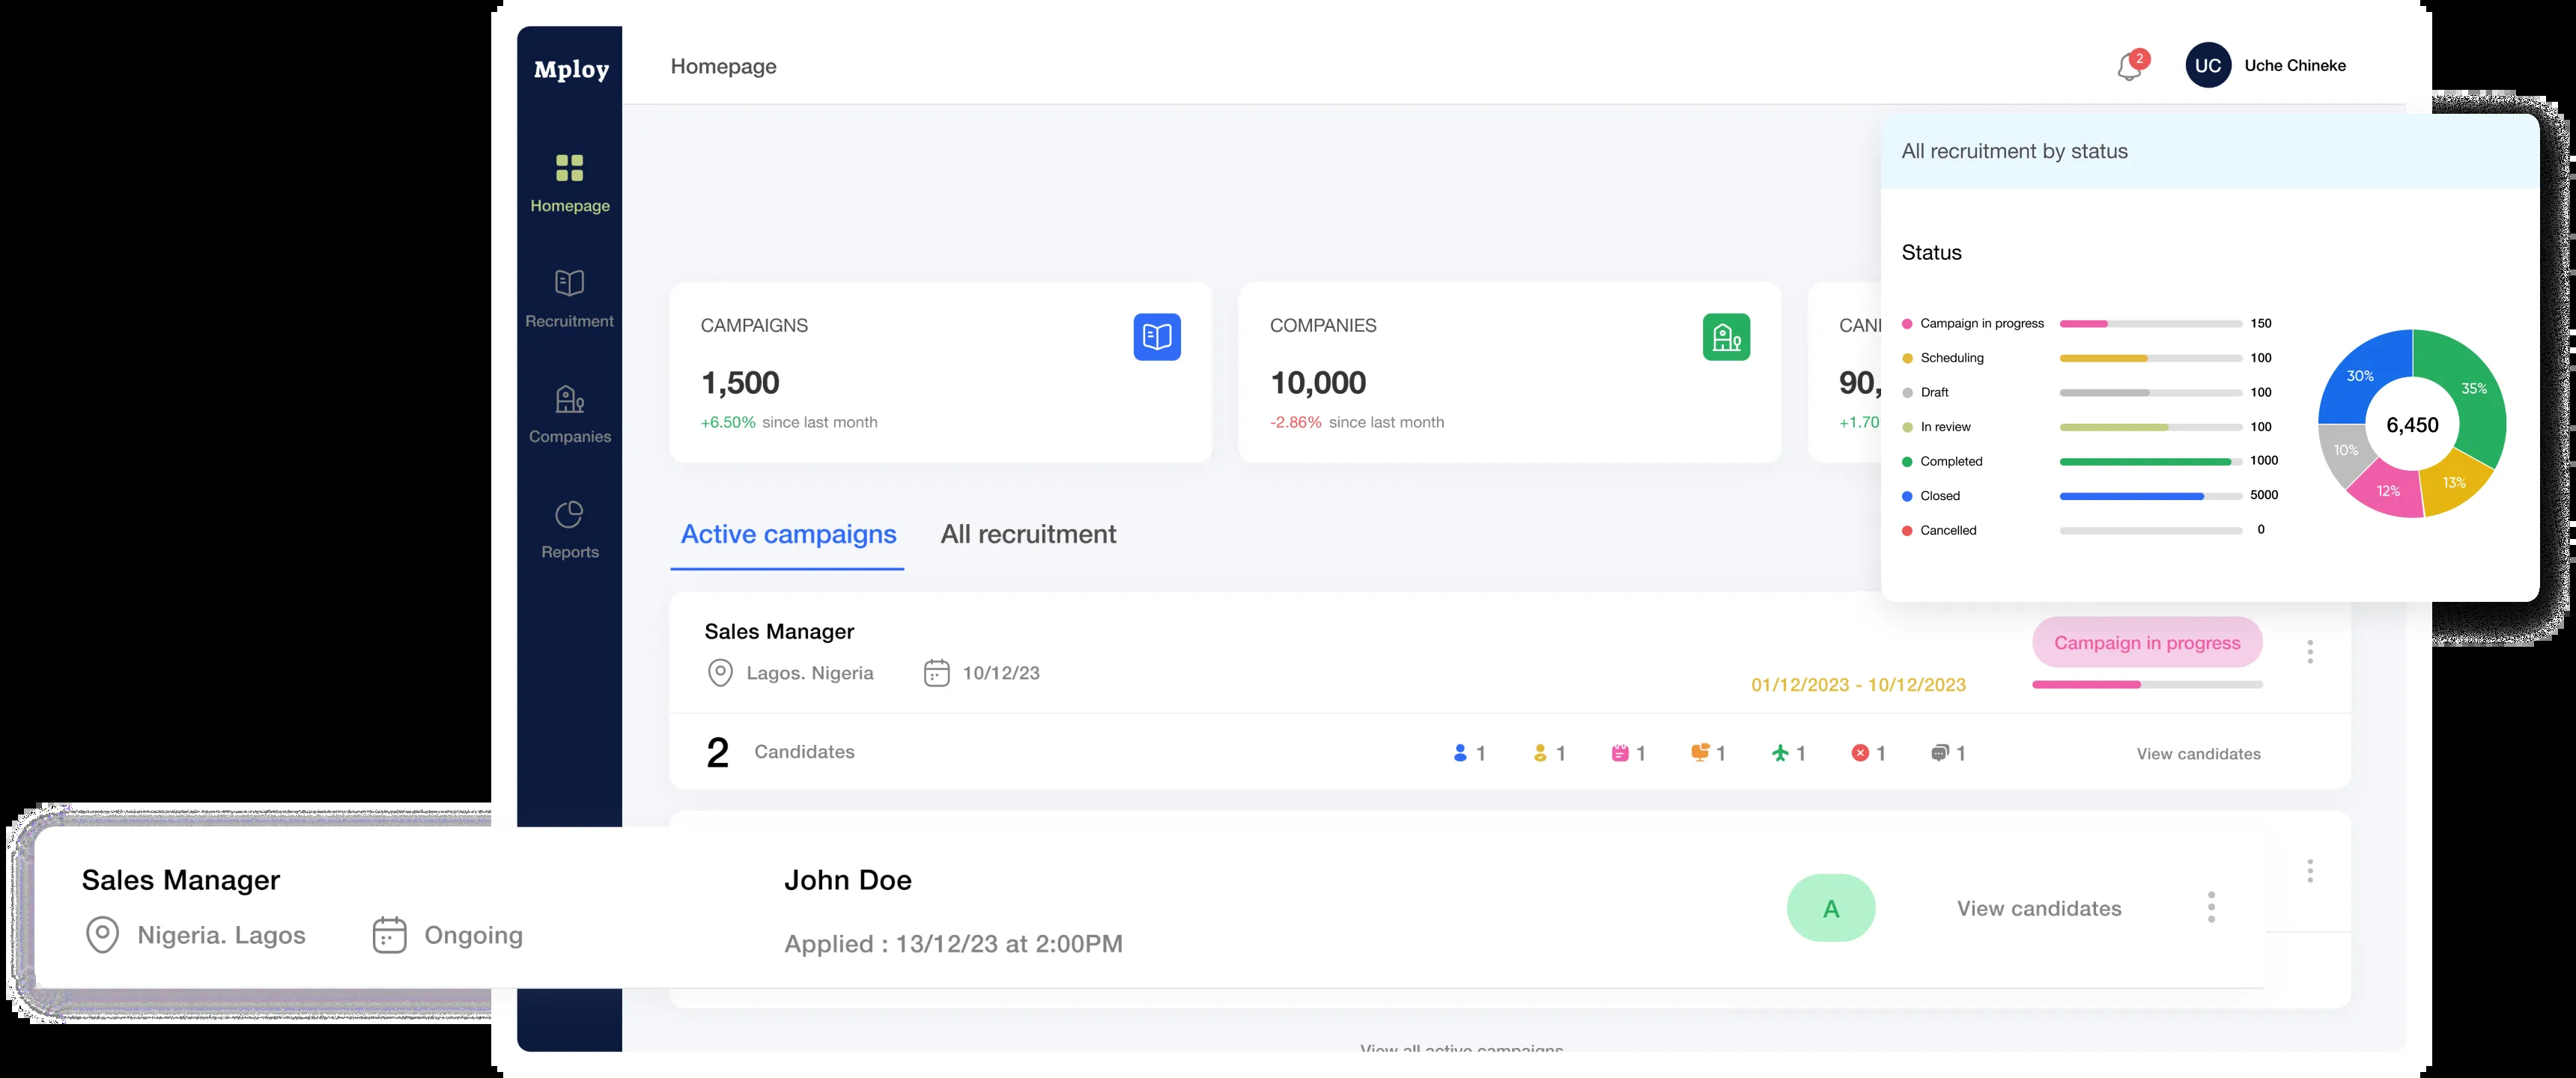 Mploy
Homepage
Recruitment
Companies
Reports
Homepage
2
UC
Uche Chineke
CAMPAIGNS
1,500
+6.50% since last month
COMPANIES
10,000
-2.86% since last month
CANI
90,
+1.70
All recruitment by status
Status
Campaign in progress 150
Scheduling 100
Draft 100
In review 100
Completed 1000
Closed 5000
Cancelled 0
30%
35%
6,450
10%
12%
13%
Active campaigns
All recruitment
Sales Manager
Lagos. Nigeria 10/12/23
01/12/2023 - 10/12/2023
Campaign in progress
2 Candidates
1 1 1 1 1 1 1
View candidates
Sales Manager
Nigeria. Lagos Ongoing
John Doe
Applied : 13/12/23 at 2:00PM
A
View candidates
View all active campaigns